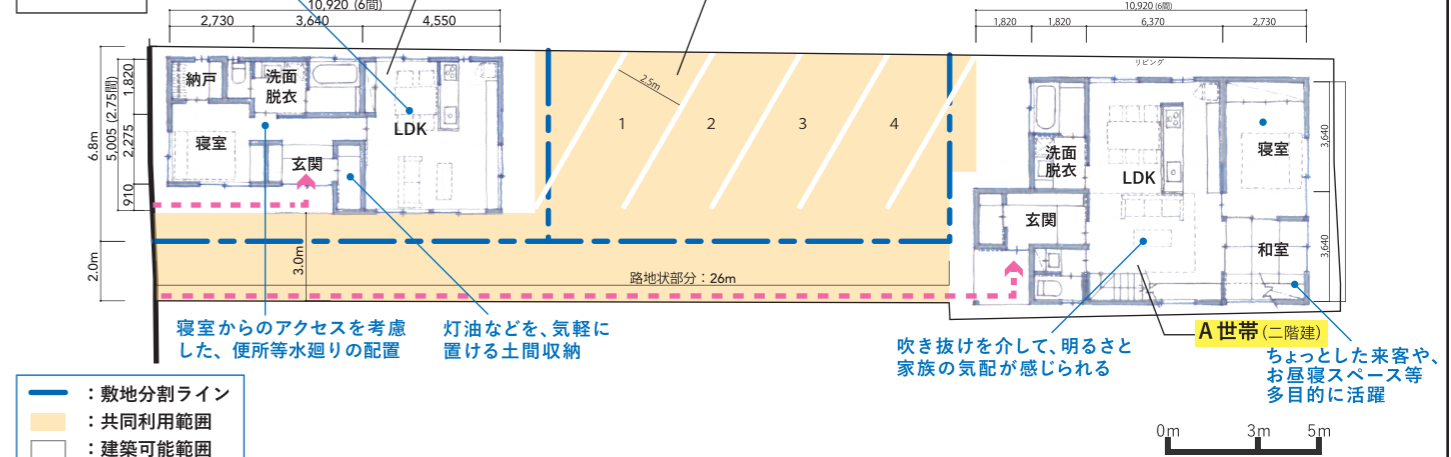 10,920 (6間)
2,730
3,640
4,550
10,920 (6間)
1,820
1,820
6,370
2,730
6.8m
5,005 (2.75間)
1,820
2,275
910
2.0m
納戸
洗面
脱衣
LDK
寝室
玄関
2.5m
1
2
3
4
リビング
洗面
脱衣
LDK
寝室
玄関
和室
3,640
3,640
3.0m
路地状部分：26m
寝室からのアクセスを考慮
した、便所等水廻りの配置
灯油などを、気軽に
置ける土間収納
吹き抜けを介して、明るさと
家族の気配が感じられる
A世帯(二階建)
ちょっとした来客や、
お昼寝スペース等
多目的に活躍
：敷地分割ライン
：共同利用範囲
：建築可能範囲
0m 3m 5m